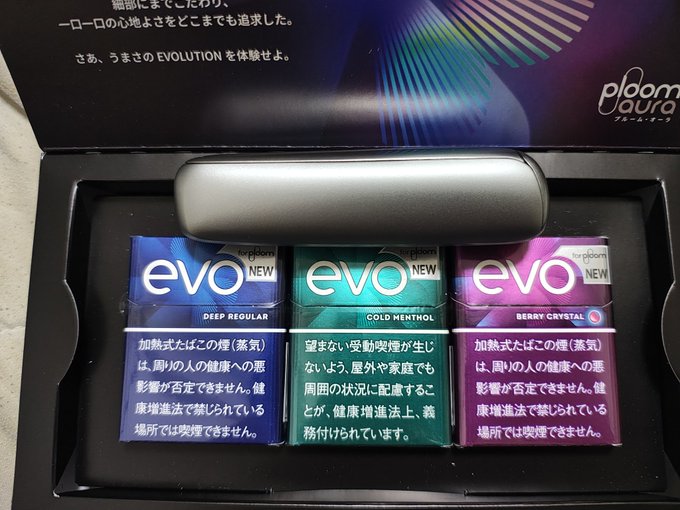 細部にまでこだわり、
一口一口の心地よさをどこまでも追求した。
さあ、うまさの EVOLUTION を体験せよ。
ploom
aura
プルーム・オーラ
evo
for ploom
NEW
DEEP REGULAR
加熱式たばこの煙(蒸気)
は、周りの人の健康への悪
影響が否定できません。健
康増進法で禁じられている
場所では喫煙できません。
evo
for ploom
NEW
COLD MENTHOL
望まない受動喫煙が生じ
ないよう、屋外や家庭でも
周囲の状況に配慮するこ
とが、健康増進法上、義
務付けられています。
evo
for ploom
NEW
BERRY CRYSTAL
加熱式たばこの煙(蒸気)
は、周りの人の健康への悪
影響が否定できません。健
康増進法で禁じられている
場所では喫煙できません。